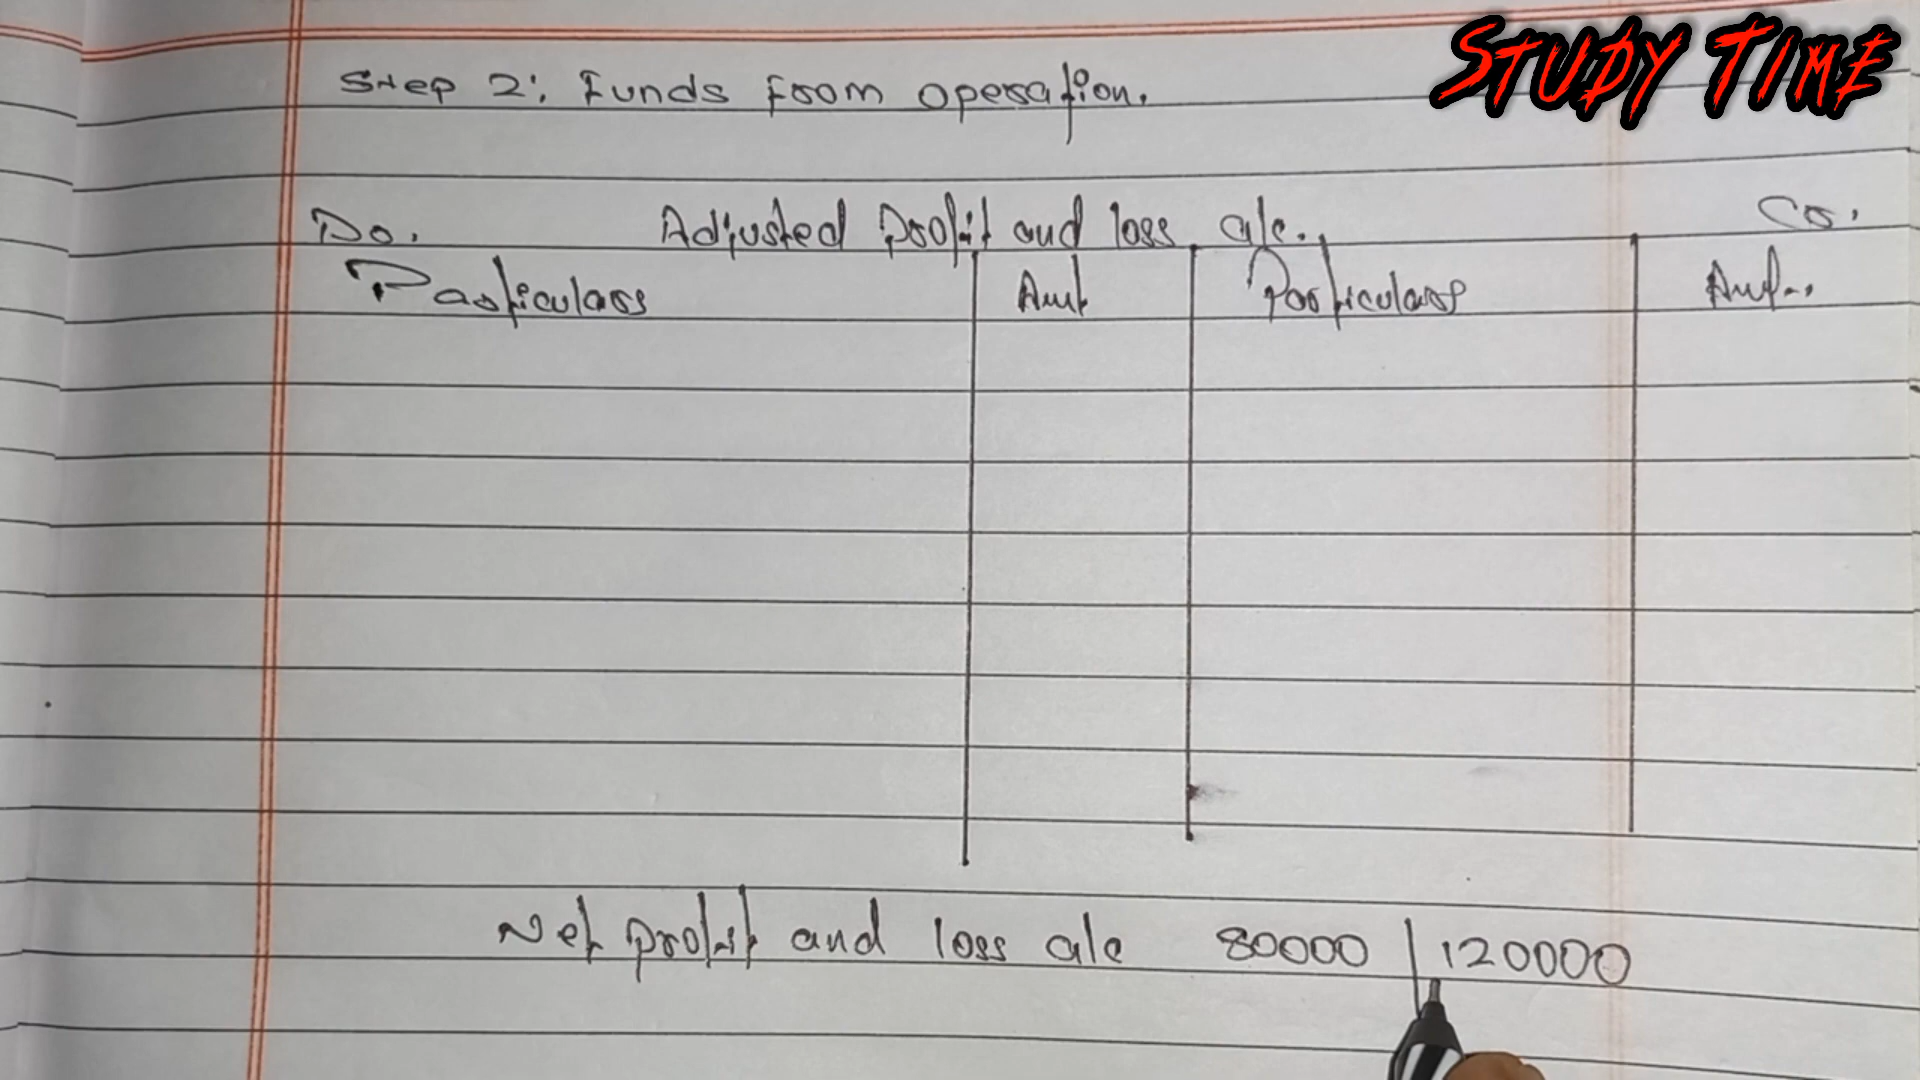 STUDY TIME
Step 2: Funds from operation.
Dr. Adjusted Profit and loss a/c. Cr.
Particulars Amt Particulars Amt.
Net profit and loss a/c 80000 | 120000